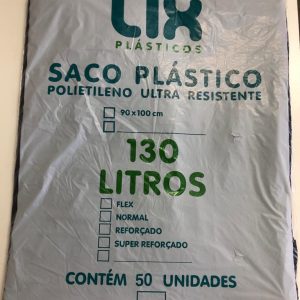 LIX
PLÁSTICOS
SACO PLÁSTICO
POLIETILENO ULTRA RESISTENTE
90 x 100 cm
130
LITROS
FLEX
NORMAL
REFORÇADO
SUPER REFORÇADO
CONTÉM 50 UNIDADES